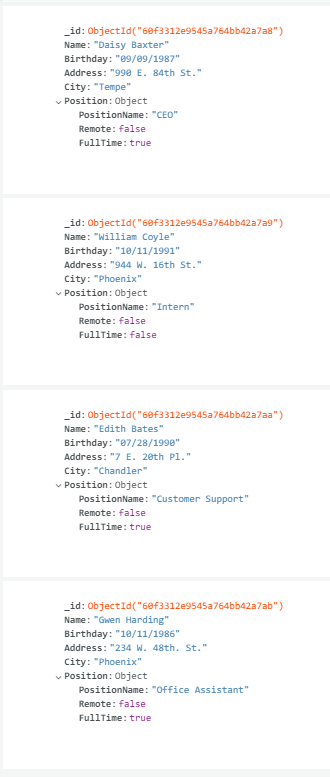 _id: ObjectId("60f3312e9545a764bb42a7a8")
Name: "Daisy Baxter"
Birthday: "09/09/1987"
Address: "990 E. 84th St."
City: "Tempe"
Position: Object
PositionName: "CEO"
Remote: false
FullTime: true
_id: ObjectId("60f3312e9545a764bb42a7a9")
Name: "William Coyle"
Birthday: "10/11/1991"
Address: "944 W. 16th St."
City: "Phoenix"
Position: Object
PositionName: "Intern"
Remote: false
FullTime: false
_id: ObjectId("60f3312e9545a764bb42a7aa")
Name: "Edith Bates"
Birthday: "07/28/1990"
Address: "7 E. 20th Pl."
City: "Chandler"
Position: Object
PositionName: "Customer Support"
Remote: false
FullTime: true
_id: ObjectId("60f3312e9545a764bb42a7ab")
Name: "Gwen Harding"
Birthday: "10/11/1986"
Address: "234 W. 48th. St."
City: "Phoenix"
Position: Object
PositionName: "Office Assistant"
Remote: false
FullTime: true